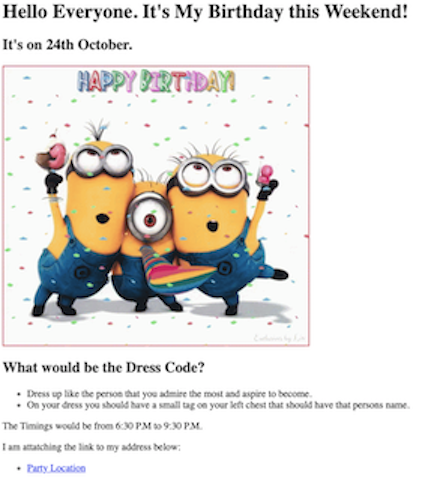 Hello Everyone. It's My Birthday this Weekend!
It's on 24th October.
HAPPY BIRTHDAY!
What would be the Dress Code?
• Dress up like the person that you admire the most and aspire to become.
• On your dress you should have a small tag on your left chest that should have that persons name.
The Timings would be from 6:30 P.M to 9:30 P.M.
I am attatching the link to my address below:
• Party Location